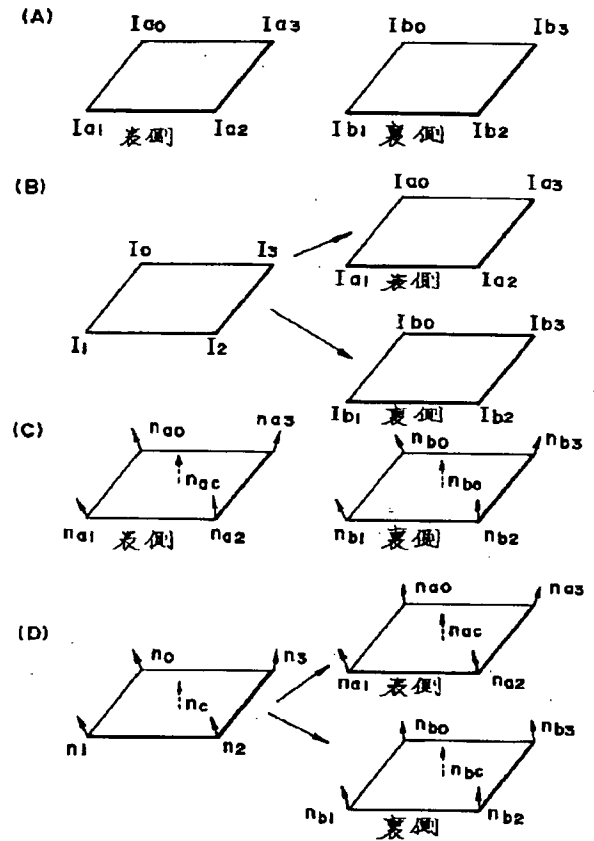 (A)
Ia0 Ia3 Ib0 Ib3
Ia1 表側 Ia2 Ib1 裏側 Ib2
(B)
Ia0 Ia3
I0 I3
Ia1 表側 Ia2
Ib0 Ib3
I1 I2
Ib1 裏側 Ib2
(C)
na0 na3 nb0 nb3
nac nbc
na1 表側 na2 nb1 裏側 nb2
(D)
na0 na3
n0 n3 nac
na1 表側 na2
nc
nb0 nb3
n1 n2 nbc
nb1 裏側 nb2